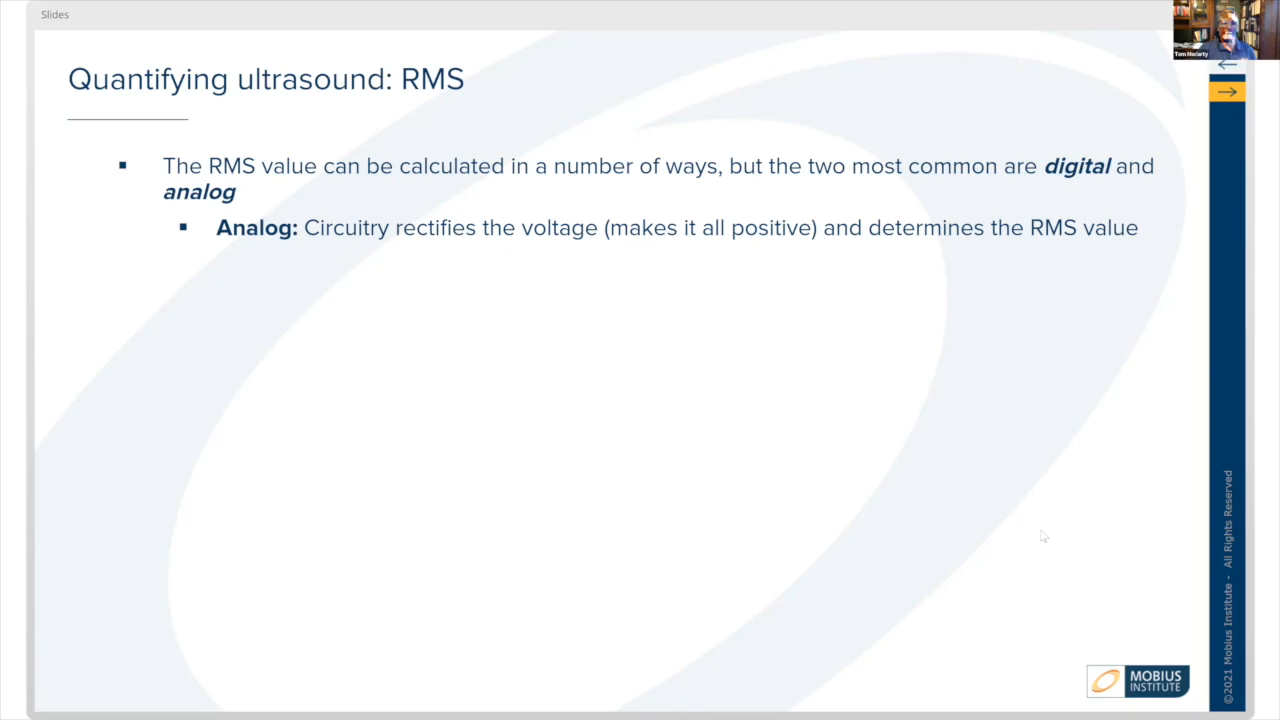 Slides
Tom Moriarty
Quantifying ultrasound: RMS
▪ The RMS value can be calculated in a number of ways, but the two most common are digital and
analog
▪ Analog: Circuitry rectifies the voltage (makes it all positive) and determines the RMS value
©2021 Mobius Institute - All Rights Reserved
MOBIUS
INSTITUTE